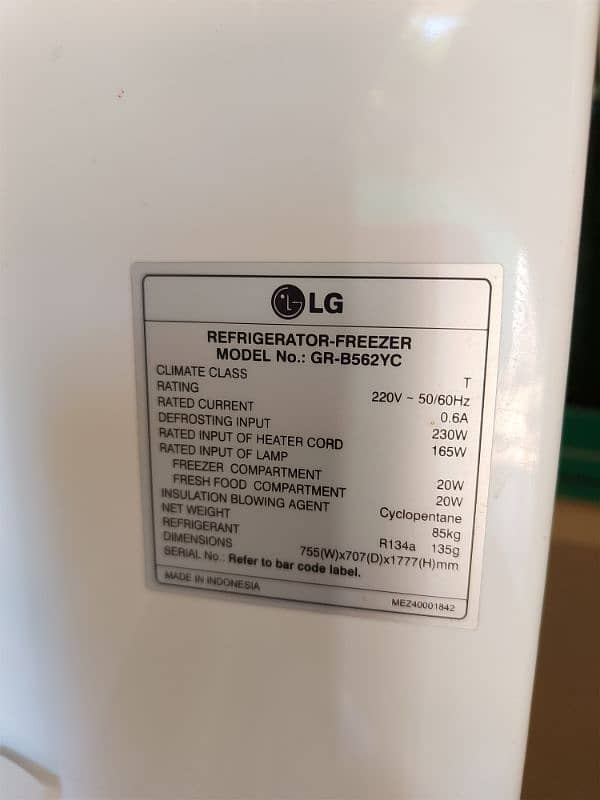 LG
REFRIGERATOR-FREEZER
MODEL No.: GR-B562YC
CLIMATE CLASS T
RATING 220V ~ 50/60Hz
RATED CURRENT 0.6A
DEFROSTING INPUT 230W
RATED INPUT OF HEATER CORD 165W
RATED INPUT OF LAMP
FREEZER COMPARTMENT 20W
FRESH FOOD COMPARTMENT 20W
INSULATION BLOWING AGENT Cyclopentane
NET WEIGHT 85kg
REFRIGERANT R134a 135g
DIMENSIONS 755(W)x707(D)x1777(H)mm
SERIAL No.: Refer to bar code label.
MADE IN INDONESIA MEZ40001842